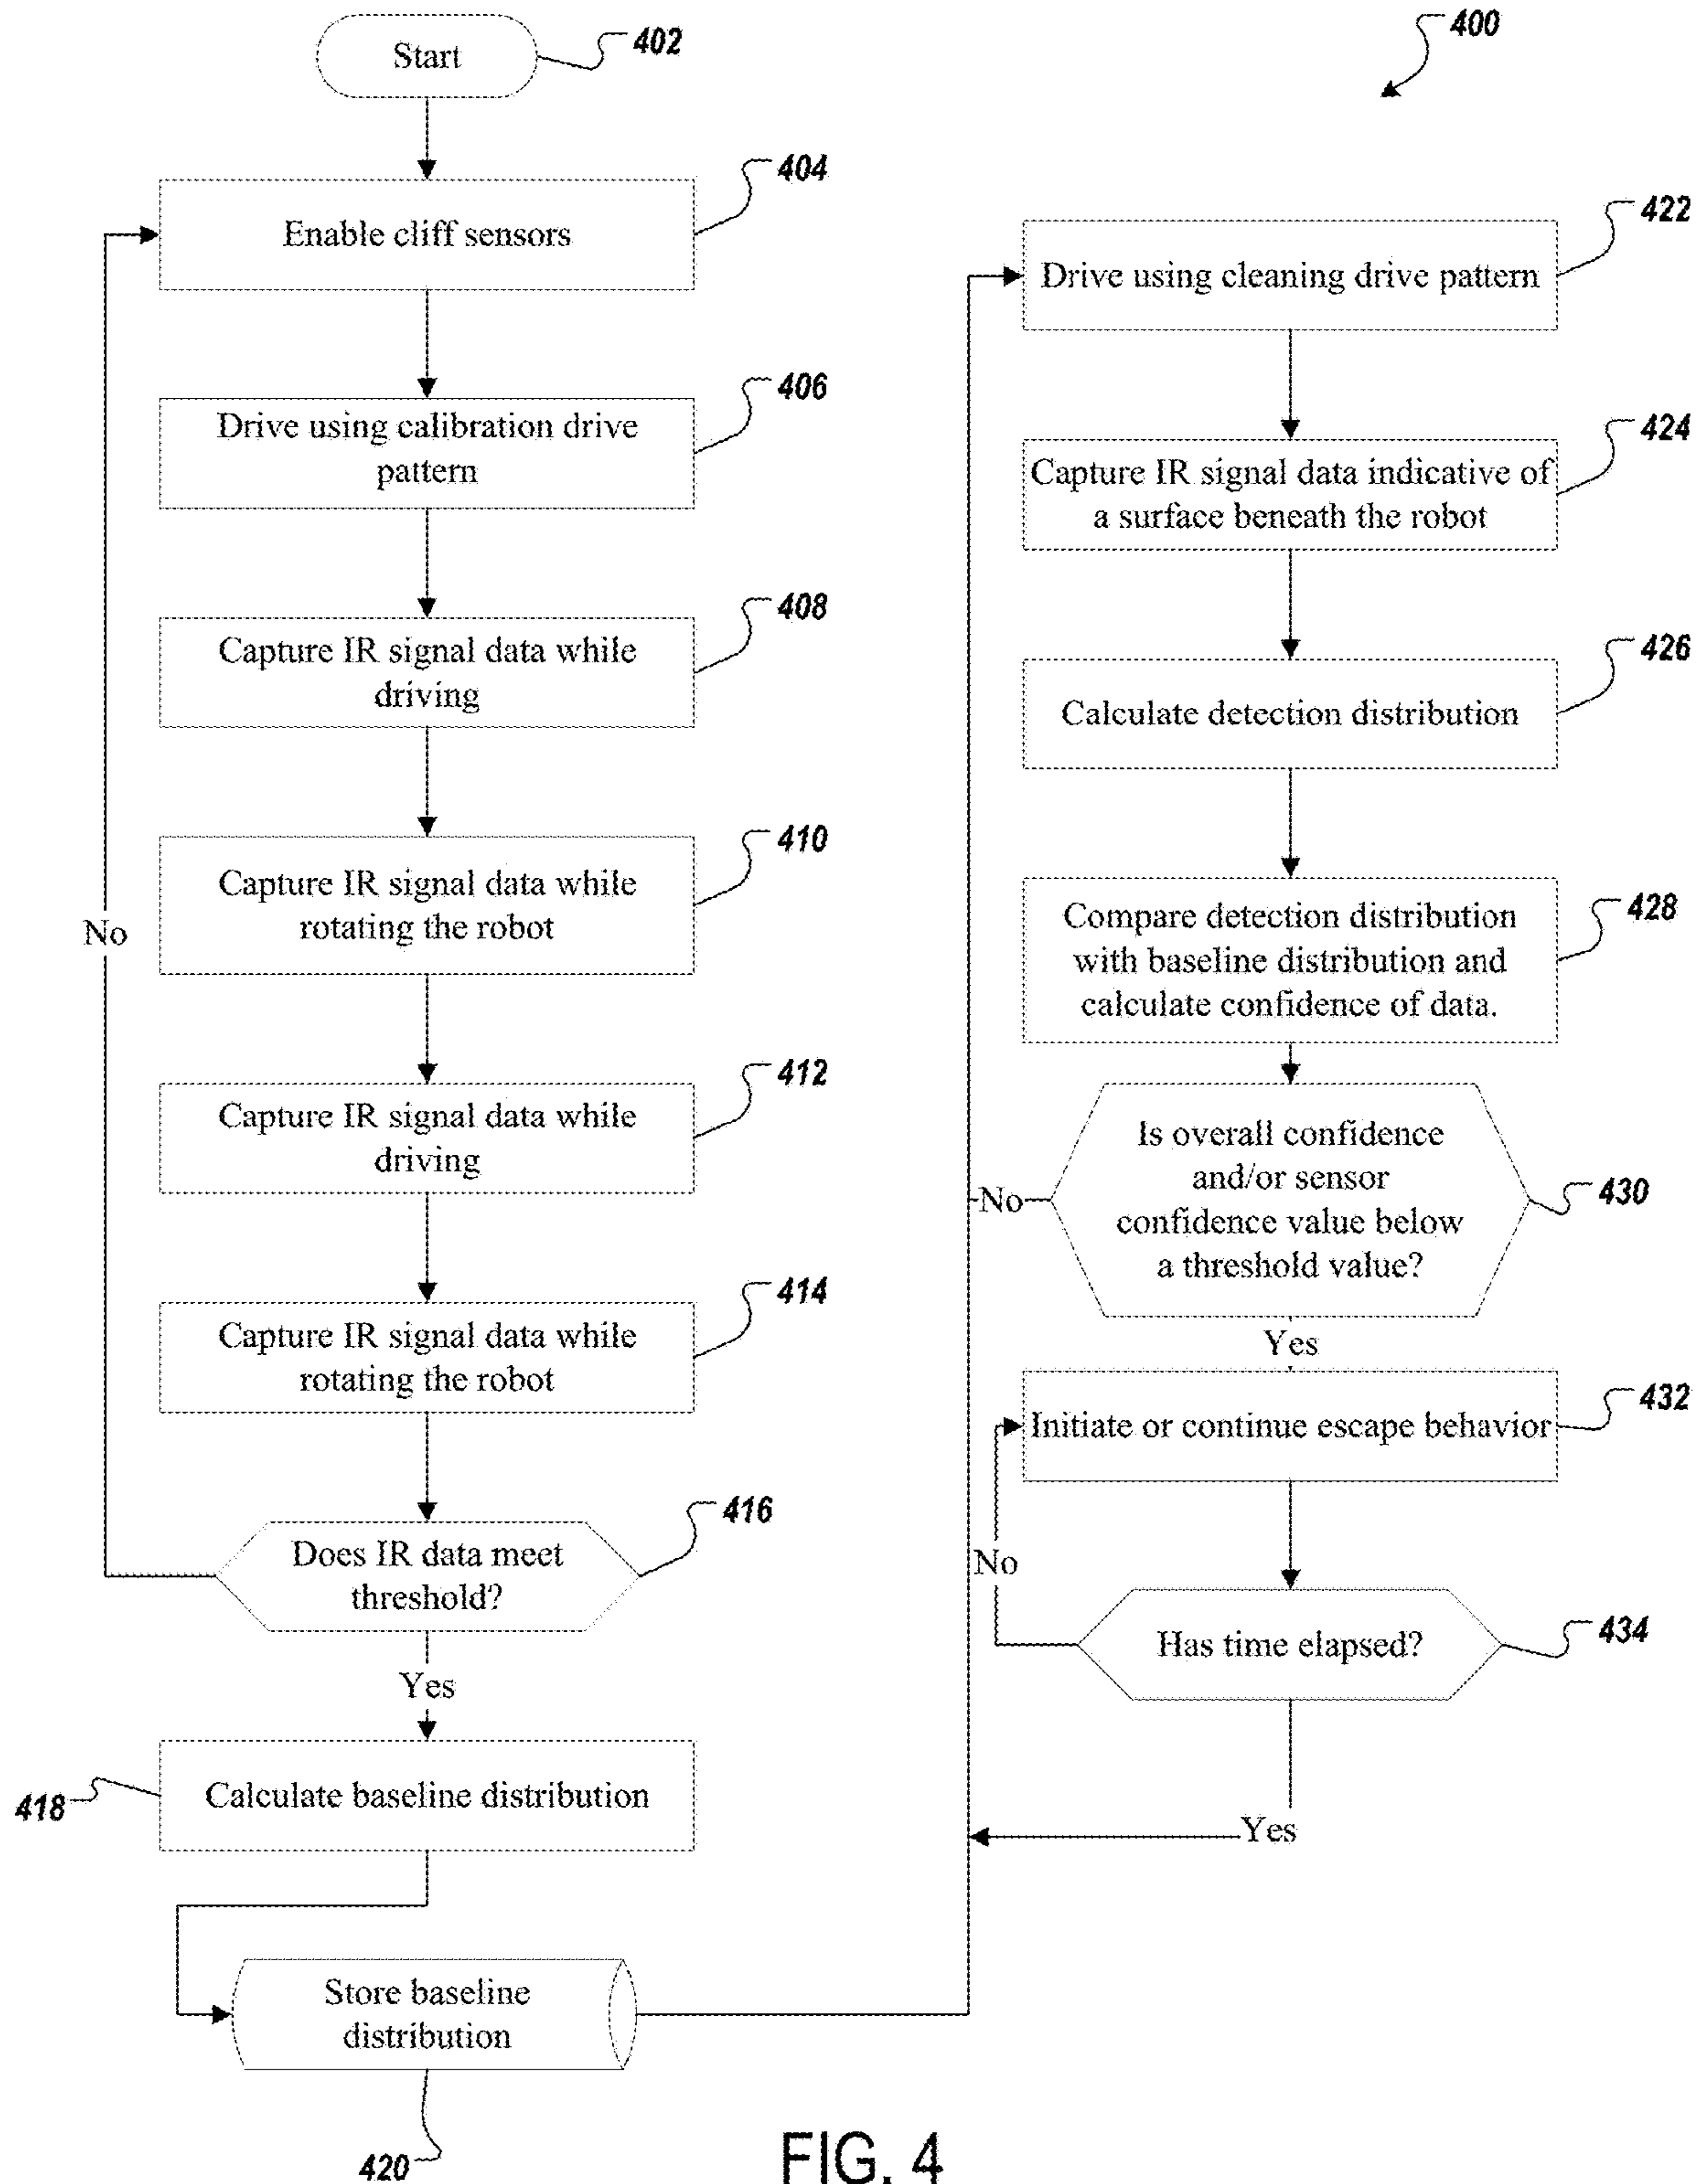 400
Start
402
Enable cliff sensors
404
Drive using calibration drive
pattern
406
Capture IR signal data while
driving
408
Capture IR signal data while
rotating the robot
410
No
Capture IR signal data while
driving
412
Capture IR signal data while
rotating the robot
414
Does IR data meet
threshold?
416
Yes
Calculate baseline distribution
418
Store baseline
distribution
420
Drive using cleaning drive pattern
422
Capture IR signal data indicative of
a surface beneath the robot
424
Calculate detection distribution
426
Compare detection distribution
with baseline distribution and
calculate confidence of data.
428
Is overall confidence
and/or sensor
confidence value below
a threshold value?
430
No
Yes
Initiate or continue escape behavior
432
No
Has time elapsed?
434
Yes
FIG. 4